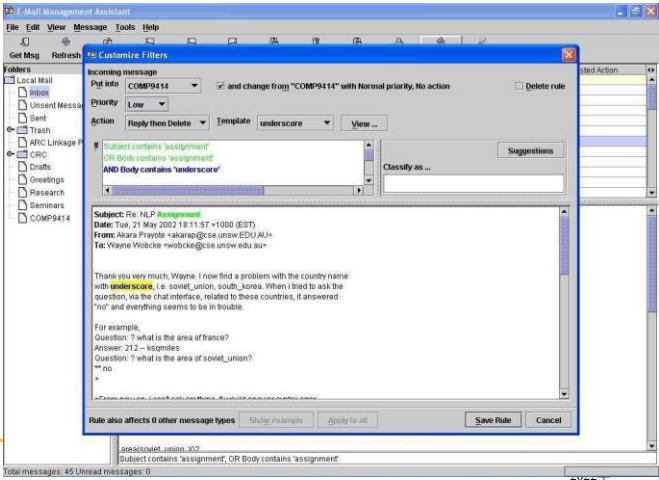 E-Mail Management Assistant
File Edit View Message Tools Help
Get Msg Refresh
Folders
sted Action
Local Mail
Inbox
Unsent Messa
Sent
Trash
ARC Linkage P
CRC
Drafts
Greetings
Research
Seminars
COMP9414
Customize Filters
Incoming message
Put into COMP9414 and change from "COMP9414" with Normal priority, No action Delete rule
Priority Low
Action Reply then Delete Template underscore View ...
If Subject contains 'assignment'
OR Body contains 'assignment'
AND Body contains 'underscore'
Suggestions
Classify as ...
Subject: Re: NLP Assignment
Date: Tue, 21 May 2002 18:11:57 +1000 (EST)
From: Akara Prayote <akarap@cse.unsw.EDU.AU>
To: Wayne Wobcke <wobcke@cse.unsw.edu.au>
Thank you very much, Wayne. I now find a problem with the country name
with underscore, i.e. soviet_union, south_korea. When I tried to ask the
question, via the chat interface, related to these countries, it answered
"no" and everything seems to be in trouble.
For example,
Question: ? what is the area of france?
Answer: 212 -- ksqmiles
Question: ? what is the area of soviet_union?
** no
>
Rule also affects 0 other message types Show example Apply to all Save Rule Cancel
Subject contains 'assignment', OR Body contains 'assignment'
Total messages: 45 Unread messages: 0